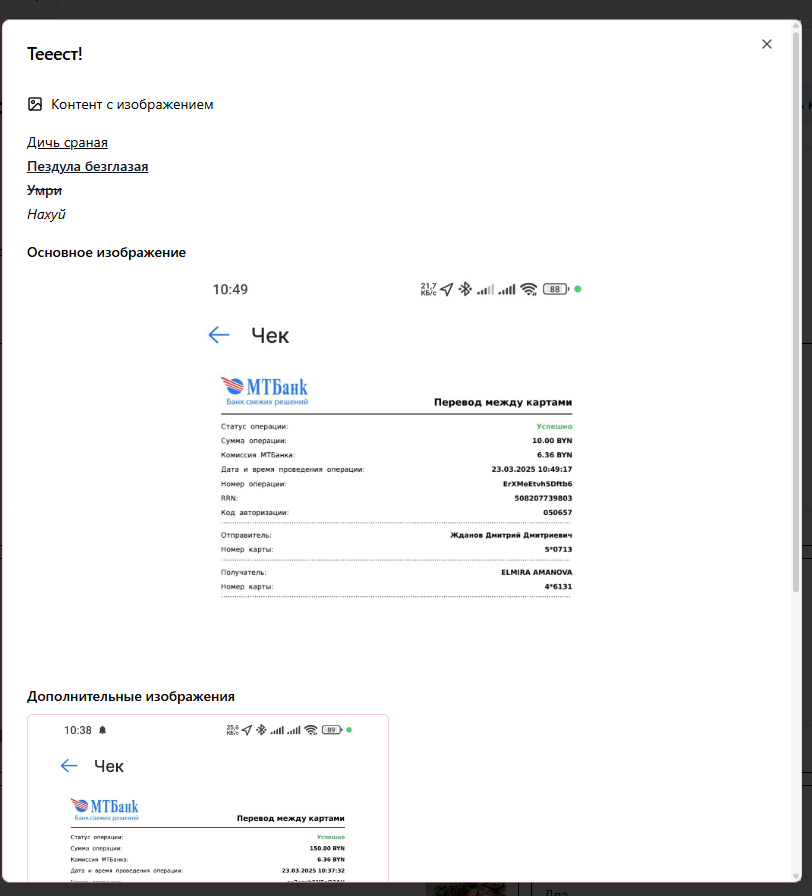 Тееест!
Контент с изображением
Дичь сраная
Пездула безглазая
Умри
Нахуй
Основное изображение
10:49 21,7 КБ/с 88
Чек
МТБанк
Банк свежих решений
Перевод между картами
Статус операции: Успешно
Сумма операции: 10.00 BYN
Комиссия МТБанка: 6.36 BYN
Дата и время проведения операции: 23.03.2025 10:49:17
Номер операции: ErXMeEtvh5Dftb6
RRN: 508207739803
Код авторизации: 050657
Отправитель: Жданов Дмитрий Дмитриевич
Номер карты: 5*0713
Получатель: ELMIRA AMANOVA
Номер карты: 4*6131
Дополнительные изображения
10:38 25,6 КБ/с 89
Чек
МТБанк
Банк свежих решений
Перевод между картами
Статус операции: Успешно
Сумма операции: 150.00 BYN
Комиссия МТБанка: 6.36 BYN
Дата и время проведения операции: 23.03.2025 10:37:32